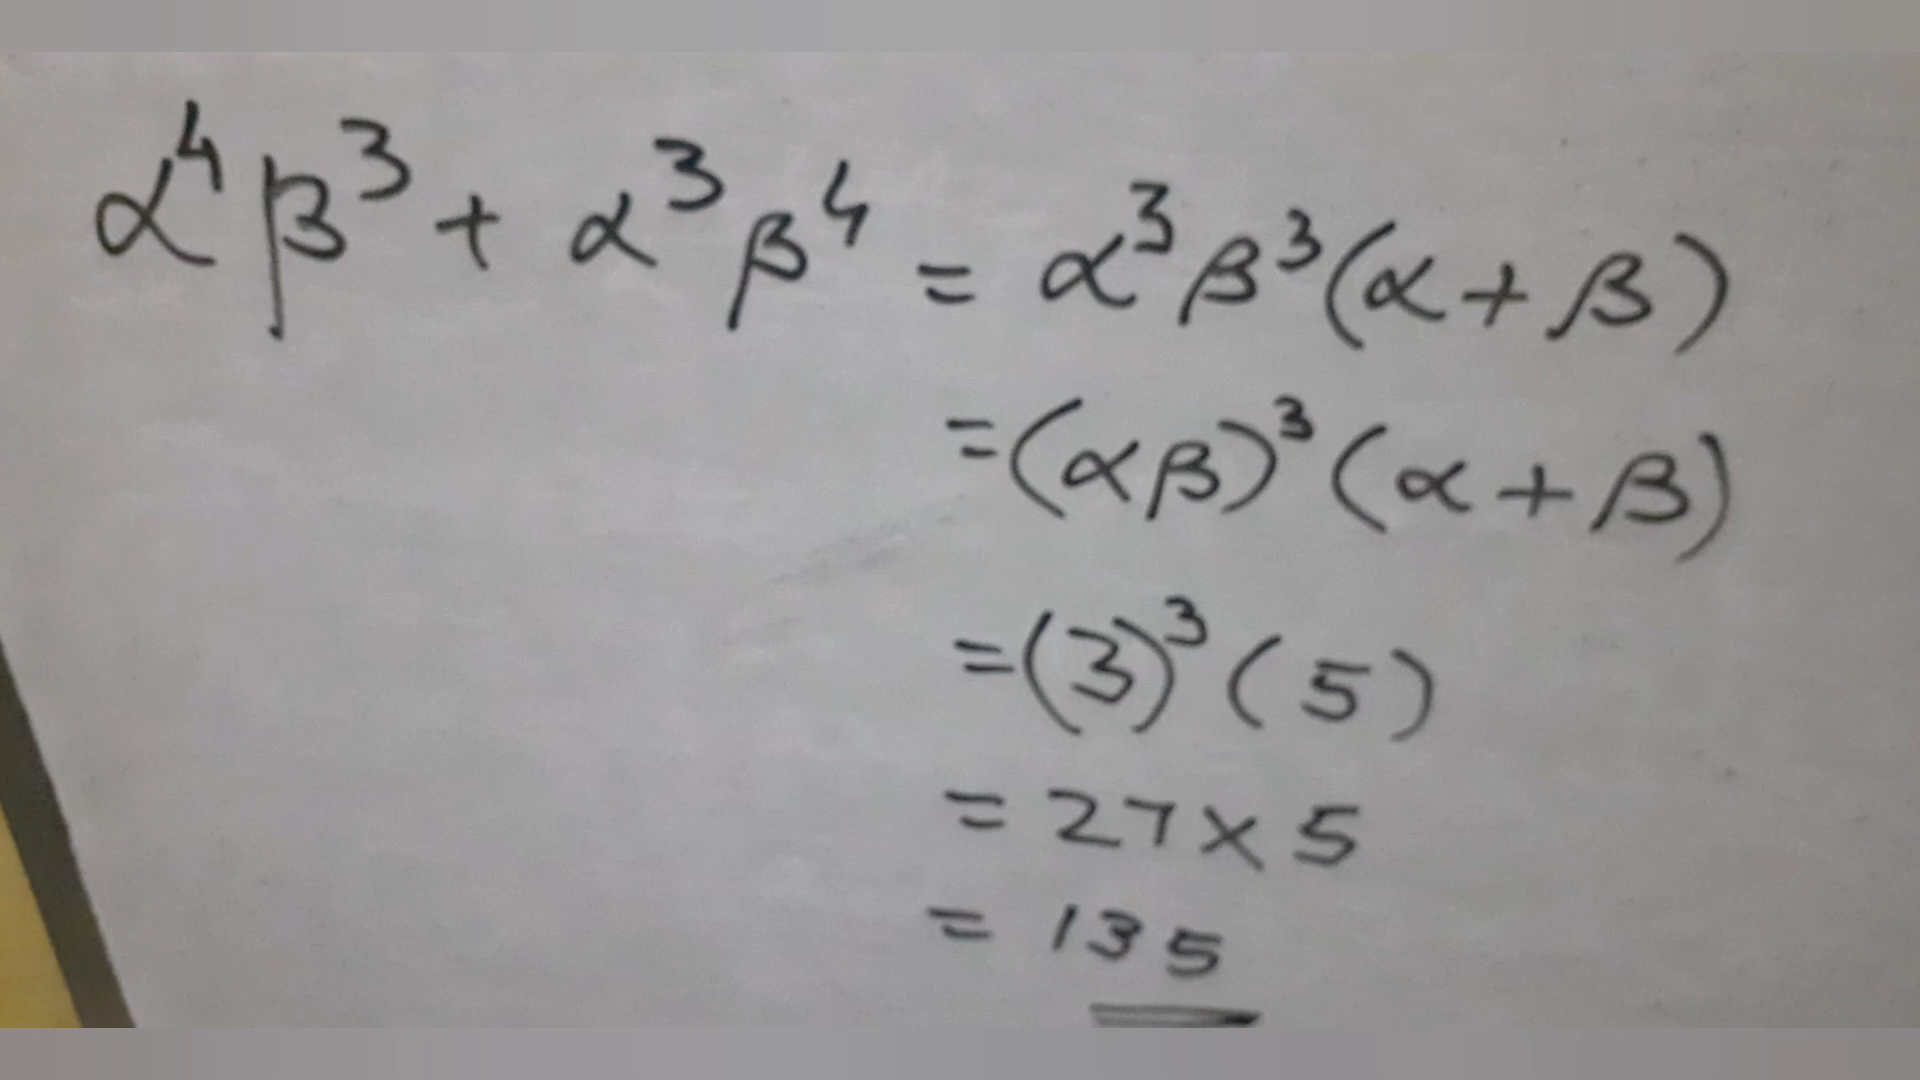 α⁴β³ + α³β⁴ = α³β³(α + β)
= (αβ)³ (α + β)
= (3)³ (5)
= 27 × 5
= 135